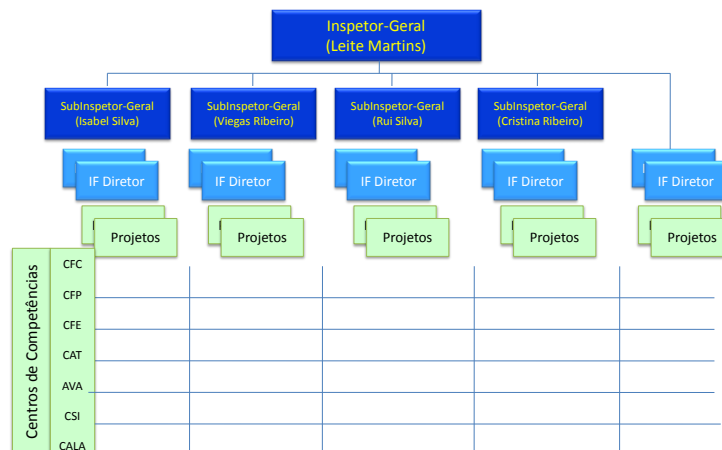 Inspetor-Geral
(Leite Martins)
SubInspetor-Geral
(Isabel Silva)
SubInspetor-Geral
(Viegas Ribeiro)
SubInspetor-Geral
(Rui Silva)
SubInspetor-Geral
(Cristina Ribeiro)
IF Diretor
IF Diretor
IF Diretor
IF Diretor
IF Diretor
Projetos
Projetos
Projetos
Projetos
Projetos
Centros de Competências
CFC
CFP
CFE
CAT
AVA
CSI
CALA